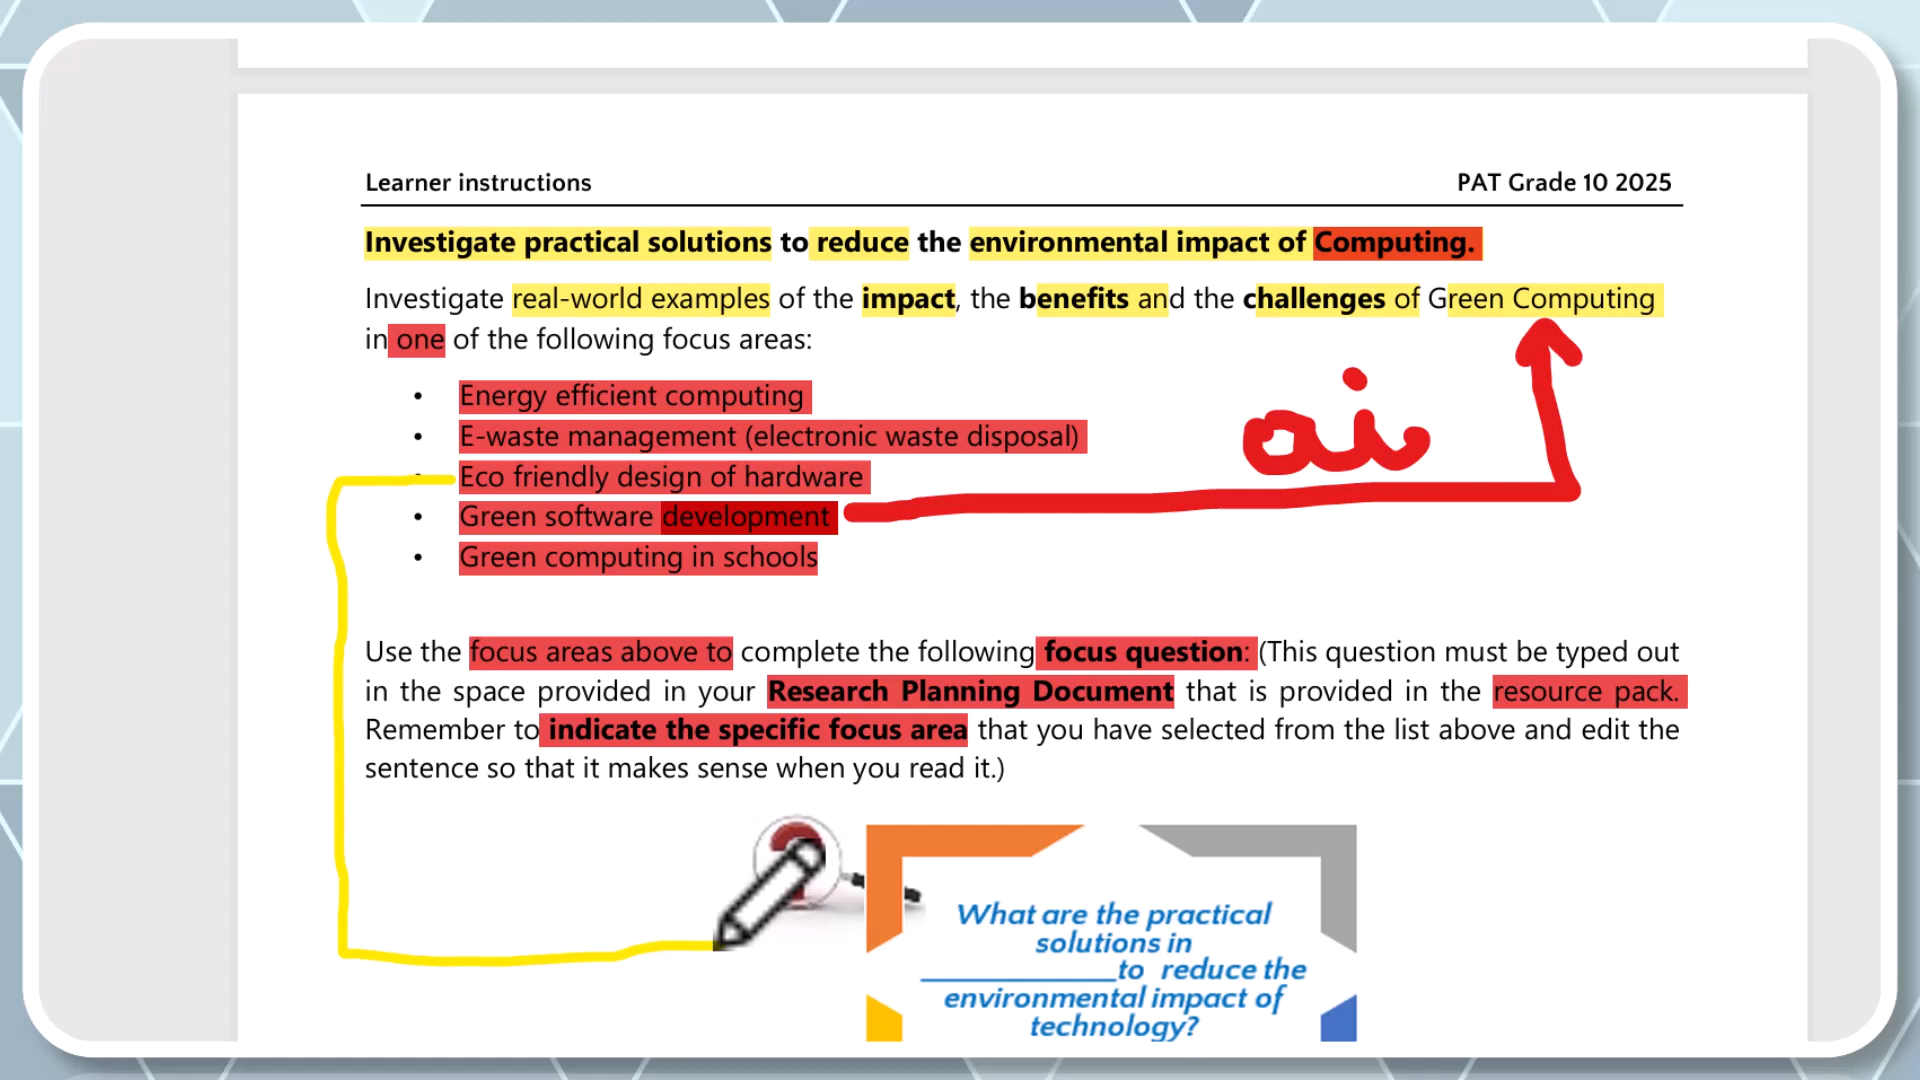 Learner instructions PAT Grade 10 2025
Investigate practical solutions to reduce the environmental impact of Computing.
Investigate real-world examples of the impact, the benefits and the challenges of Green Computing
in one of the following focus areas:
• Energy efficient computing
• E-waste management (electronic waste disposal)
ai
• Eco friendly design of hardware
• Green software development
• Green computing in schools
Use the focus areas above to complete the following focus question: (This question must be typed out
in the space provided in your Research Planning Document that is provided in the resource pack.
Remember to indicate the specific focus area that you have selected from the list above and edit the
sentence so that it makes sense when you read it.)
What are the practical
solutions in
______________to reduce the
environmental impact of
technology?